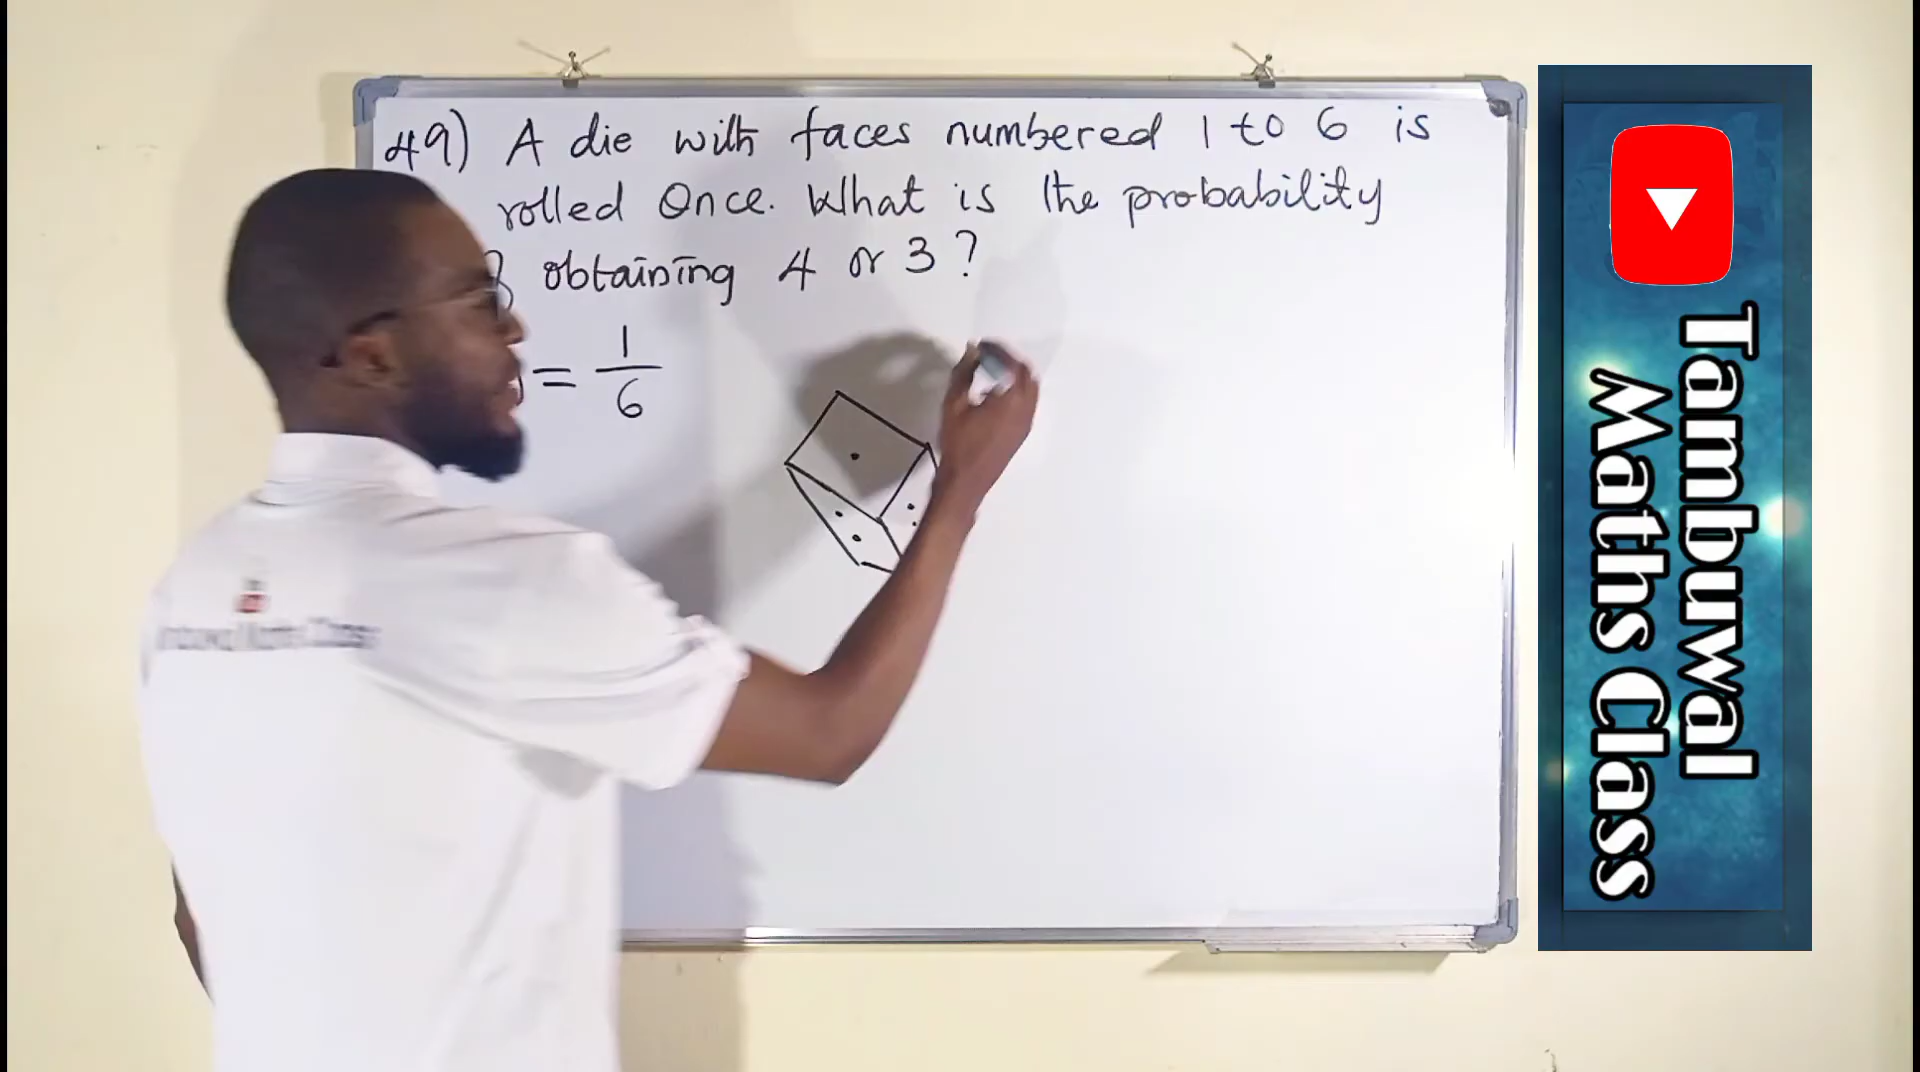 49) A die with faces numbered 1 to 6 is
rolled Once. What is the probability
obtaining 4 or 3 ?
= 1/6
Tambuwal
Maths Class